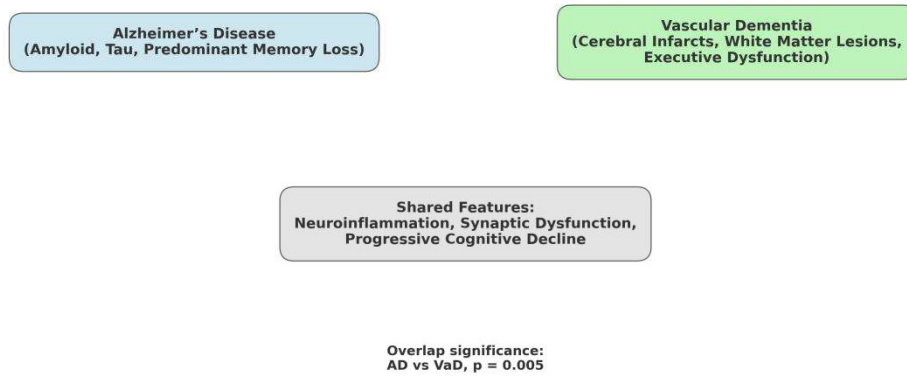 Alzheimer’s Disease
(Amyloid, Tau, Predominant Memory Loss)
Vascular Dementia
(Cerebral Infarcts, White Matter Lesions,
Executive Dysfunction)
Shared Features:
Neuroinflammation, Synaptic Dysfunction,
Progressive Cognitive Decline
Overlap significance:
AD vs VaD, p = 0.005